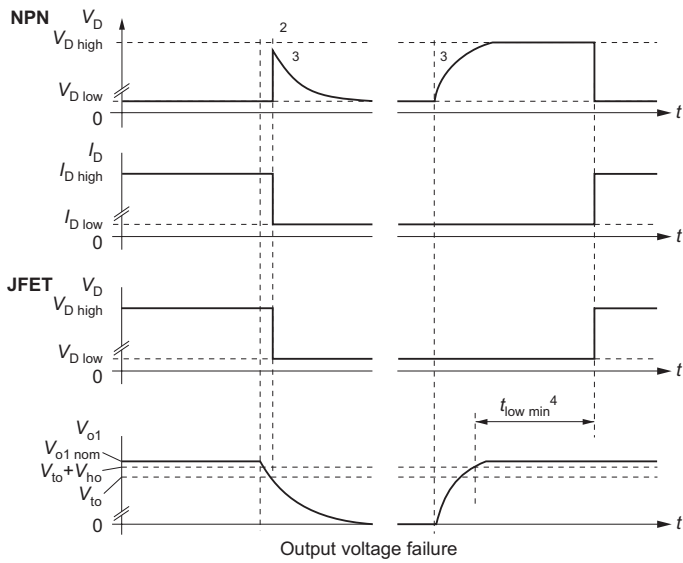 NPN V_D
V_D high
2
3
3
V_D low
0
t
I_D
I_D high
I_D low
0
t
JFET V_D
V_D high
V_D low
0
t
t_low min^4
V_o1
V_o1 nom
V_to + V_ho
V_to
0
t
Output voltage failure